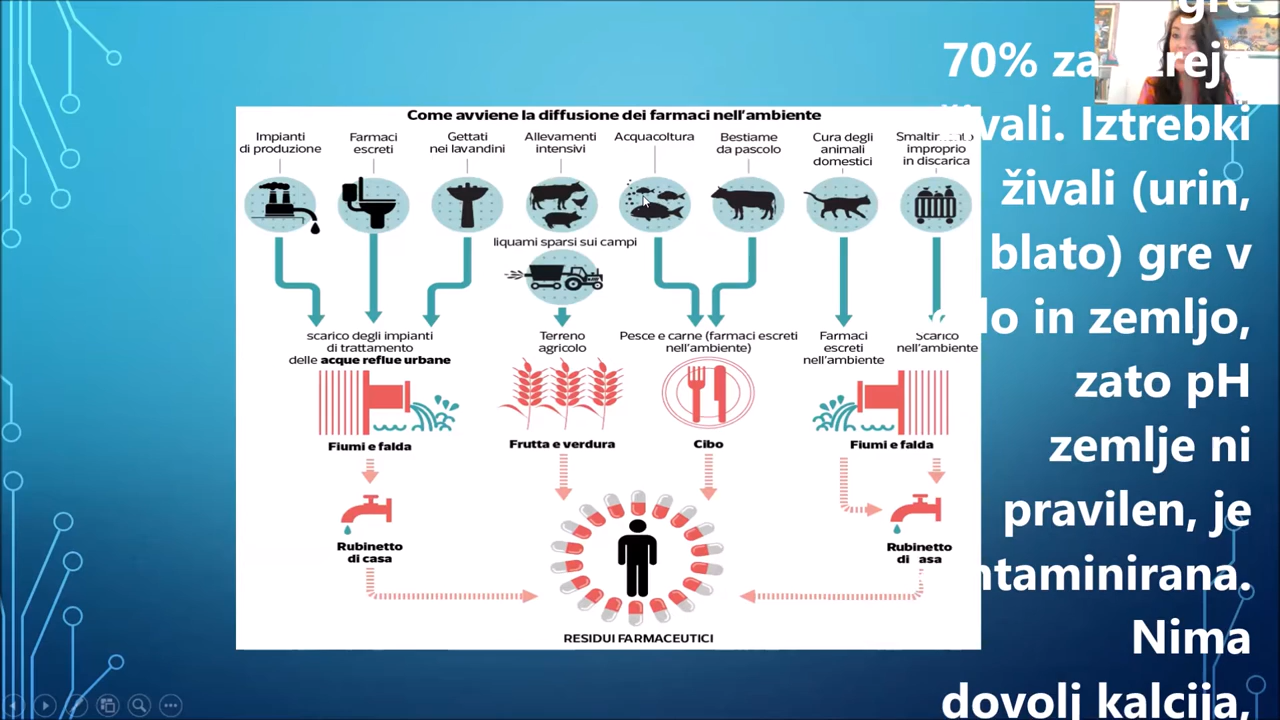 Come avviene la diffusione dei farmaci nell'ambiente
Impianti
di produzione
Farmaci
escreti
Gettati
nei lavandini
Allevamenti
intensivi
Acquacoltura
Bestiame
da pascolo
Cura degli
animali
domestici
improprio
in discarica
liquami sparsi sui campi
scarico degli impianti
di trattamento
delle acque reflue urbane
Terreno
agricolo
Pesce e carne (farmaci escreti
nell'ambiente)
Farmaci
escreti
nell'ambiente
Scarico
nell'ambiente
Fiumi e falda
Frutta e verdura
Cibo
Fiumi e falda
Rubinetto
di casa
Rubinetto
di
RESIDUI FARMACEUTICI
gre
70% za
Iztrebki
živali (urin,
blato) gre v
in zemljo,
zato pH
zemlje ni
pravilen, je
Nima
dovolj kalcija,